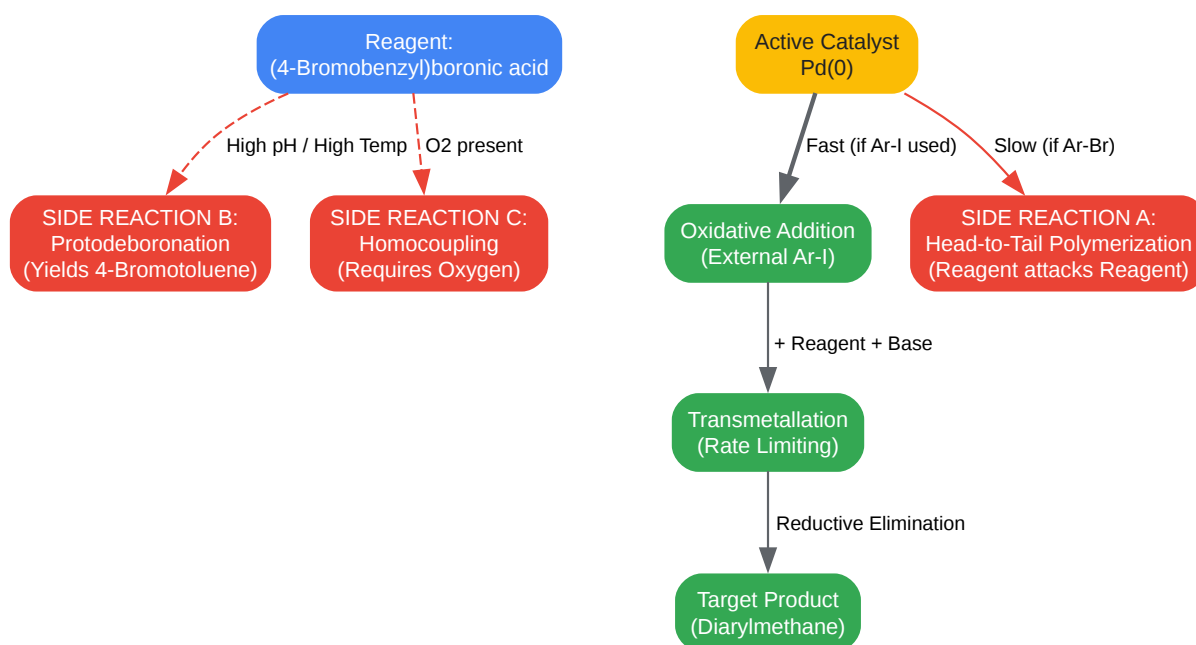 Reagent:
(4-Bromobenzyl)boronic acid
Active Catalyst
Pd(0)
High pH / High Temp
O2 present
Fast (if Ar-I used)
Slow (if Ar-Br)
SIDE REACTION B:
Protodeboronation
(Yields 4-Bromotoluene)
SIDE REACTION C:
Homocoupling
(Requires Oxygen)
Oxidative Addition
(External Ar-I)
SIDE REACTION A:
Head-to-Tail Polymerization
(Reagent attacks Reagent)
+ Reagent + Base
Transmetallation
(Rate Limiting)
Reductive Elimination
Target Product
(Diarylmethane)